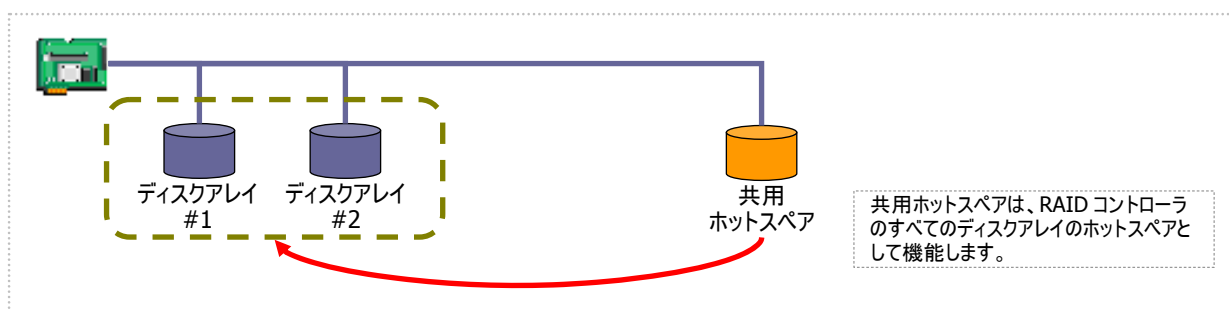 ディスクアレイ
#1
ディスクアレイ
#2
共用
ホットスペア
共用ホットスペアは、RAID コントローラ
のすべてのディスクアレイのホットスペアと
して機能します。